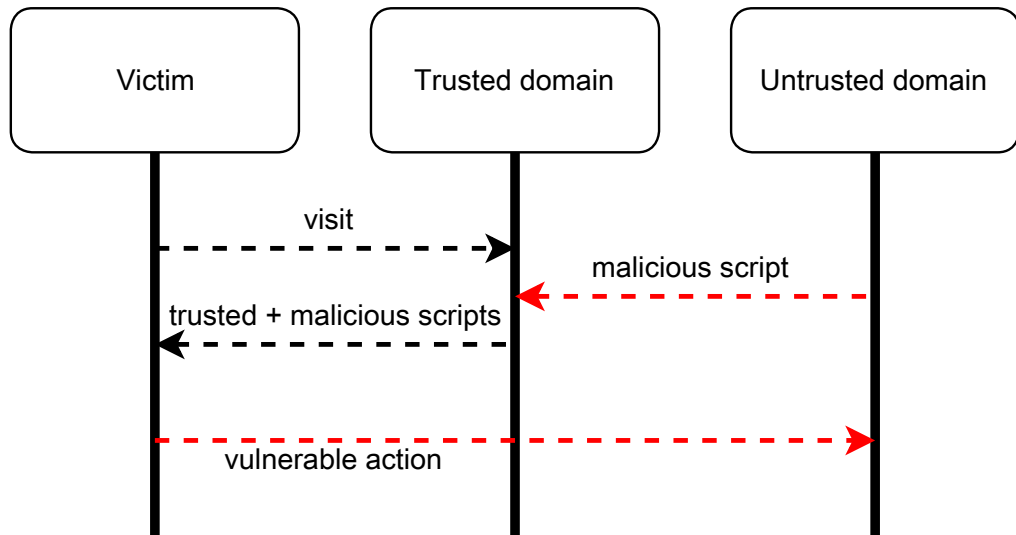 Victim
Trusted domain
Untrusted domain
visit
malicious script
trusted + malicious scripts
vulnerable action